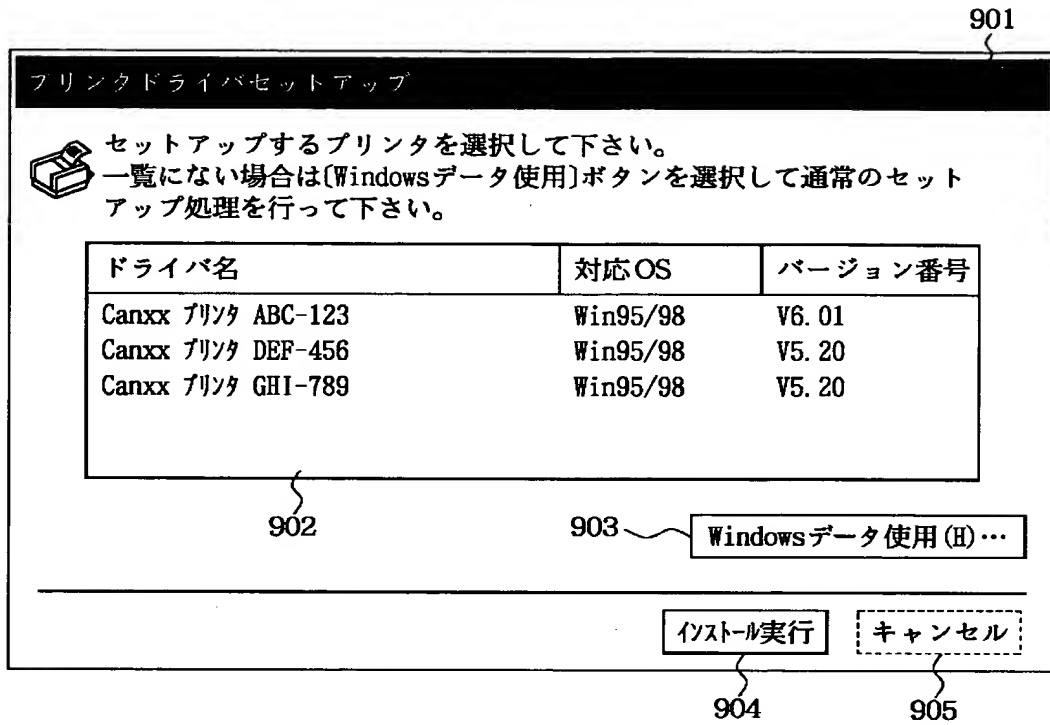 901
プリンタドライバセットアップ
セットアップするプリンタを選択して下さい。
一覧にない場合は[Windowsデータ使用]ボタンを選択して通常のセット
アップ処理を行って下さい。
ドライバ名 対応OS バージョン番号
Canxx プリンタ ABC-123 Win95/98 V6.01
Canxx プリンタ DEF-456 Win95/98 V5.20
Canxx プリンタ GHI-789 Win95/98 V5.20
902
903 Windowsデータ使用(H)…
インストール実行 キャンセル
904 905